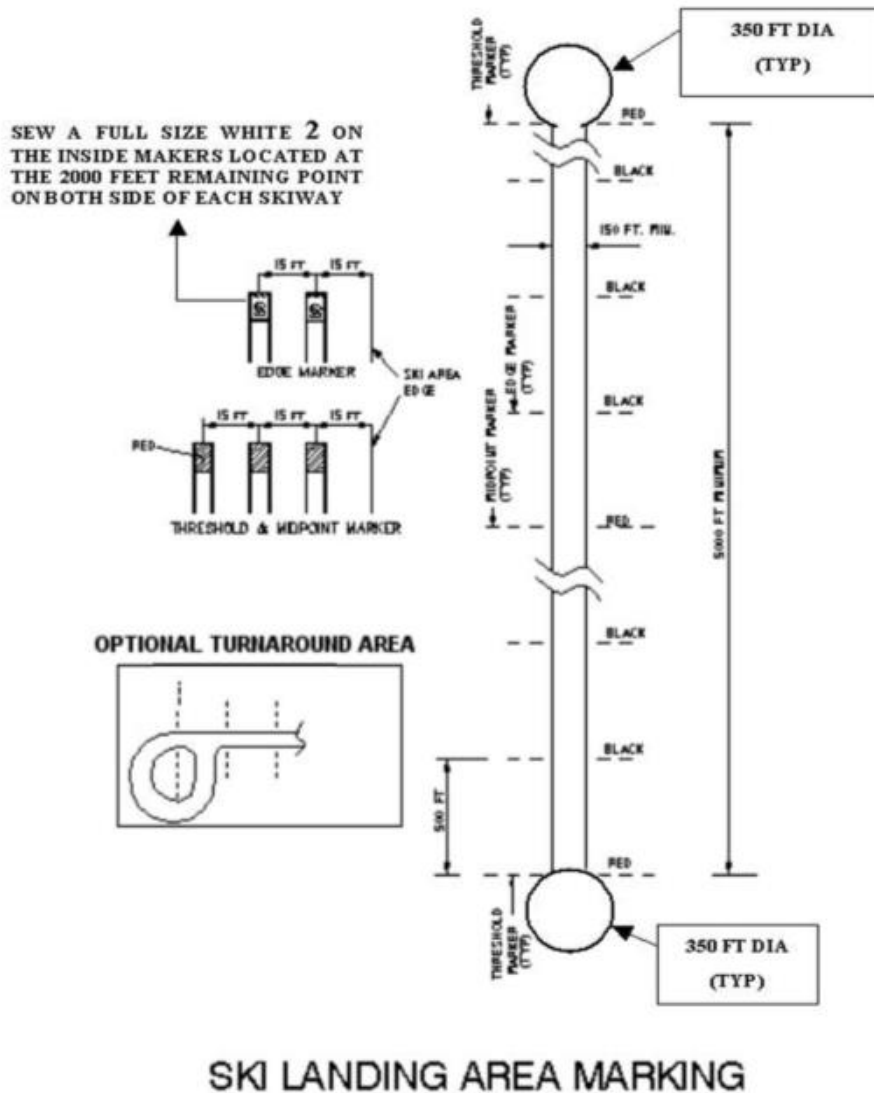 350 FT DIA
(TYP)
THRESHOLD
MARKER
(TYP)
RED
SEW A FULL SIZE WHITE 2 ON
THE INSIDE MAKERS LOCATED AT
THE 2000 FEET REMAINING POINT
ON BOTH SIDE OF EACH SKIWAY
BLACK
150 FT. MIN.
15 FT
15 FT
BLACK
EDGE MARKER
SKI AREA
EDGE
EDGE MARKER
(TYP)
BLACK
15 FT
15 FT
15 FT
RED
MIDPOINT MARKER
(TYP)
5000 FT MINIMUM
THRESHOLD & MIDPOINT MARKER
RED
OPTIONAL TURNAROUND AREA
BLACK
BLACK
500 FT
RED
THRESHOLD
MARKER
(TYP)
350 FT DIA
(TYP)
SKI LANDING AREA MARKING